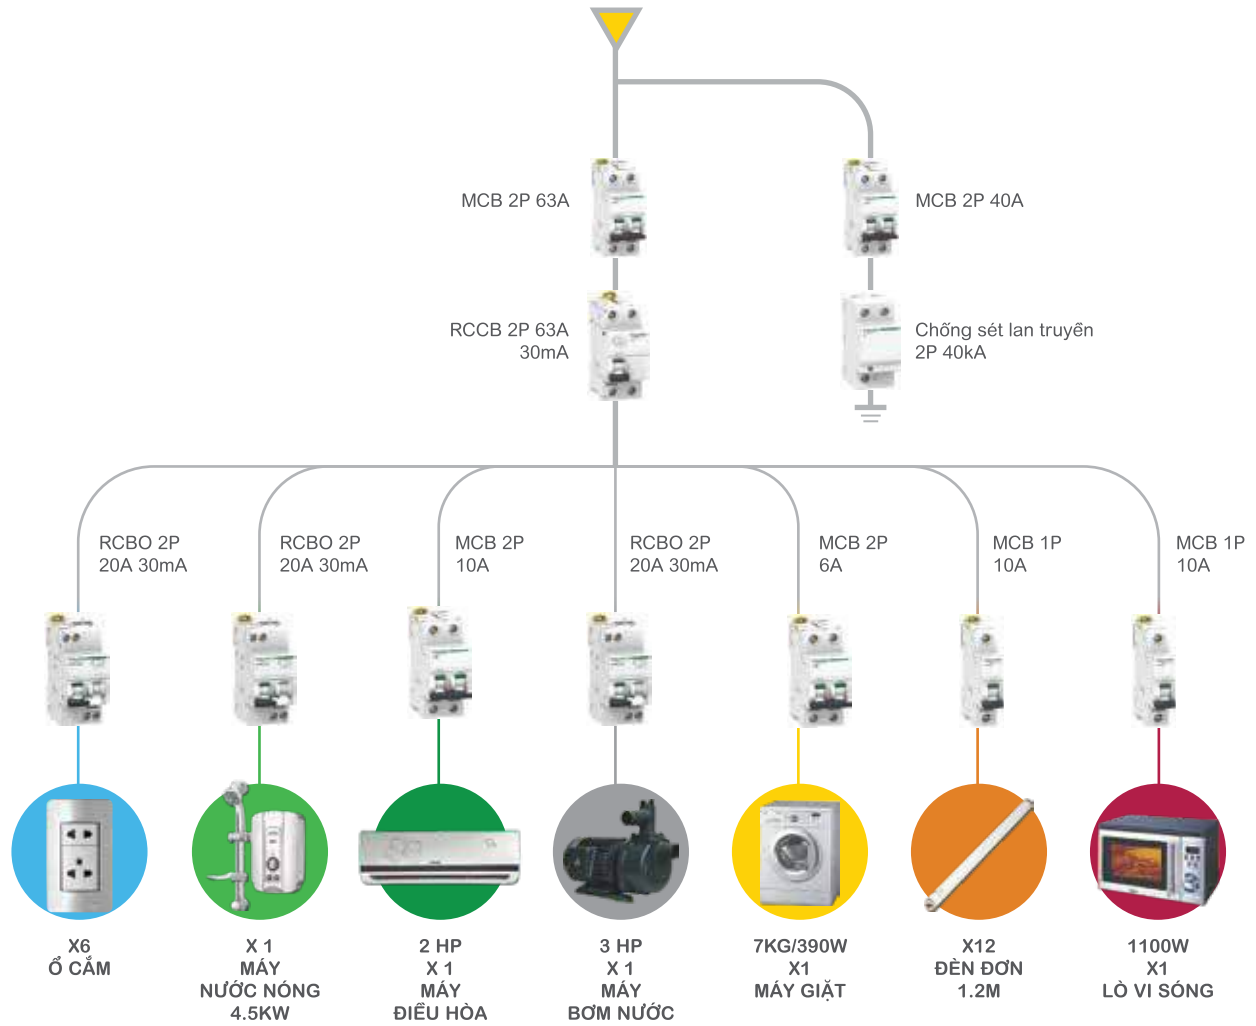 MCB 2P 63A
MCB 2P 40A
RCCB 2P 63A
30mA
Chống sét lan truyền
2P 40kA
RCBO 2P
20A 30mA
RCBO 2P
20A 30mA
MCB 2P
10A
RCBO 2P
20A 30mA
MCB 2P
6A
MCB 1P
10A
MCB 1P
10A
X6
Ổ CẮM
X 1
MÁY
NƯỚC NÓNG
4.5KW
2 HP
X 1
MÁY
ĐIỀU HÒA
3 HP
X 1
MÁY
BƠM NƯỚC
7KG/390W
X1
MÁY GIẶT
X12
ĐÈN ĐƠN
1.2M
1100W
X1
LÒ VI SÓNG